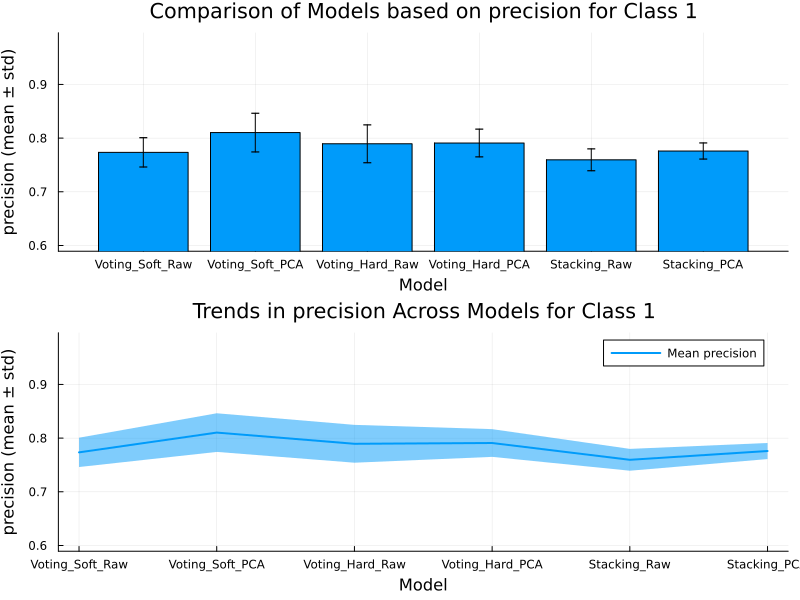 Comparison of Models based on precision for Class 1
precision (mean ± std)
0.9
0.8
0.7
0.6
Voting_Soft_Raw Voting_Soft_PCA Voting_Hard_Raw Voting_Hard_PCA Stacking_Raw Stacking_PCA
Model
Trends in precision Across Models for Class 1
precision (mean ± std)
Mean precision
0.9
0.8
0.7
0.6
Voting_Soft_Raw Voting_Soft_PCA Voting_Hard_Raw Voting_Hard_PCA Stacking_Raw Stacking_PC
Model